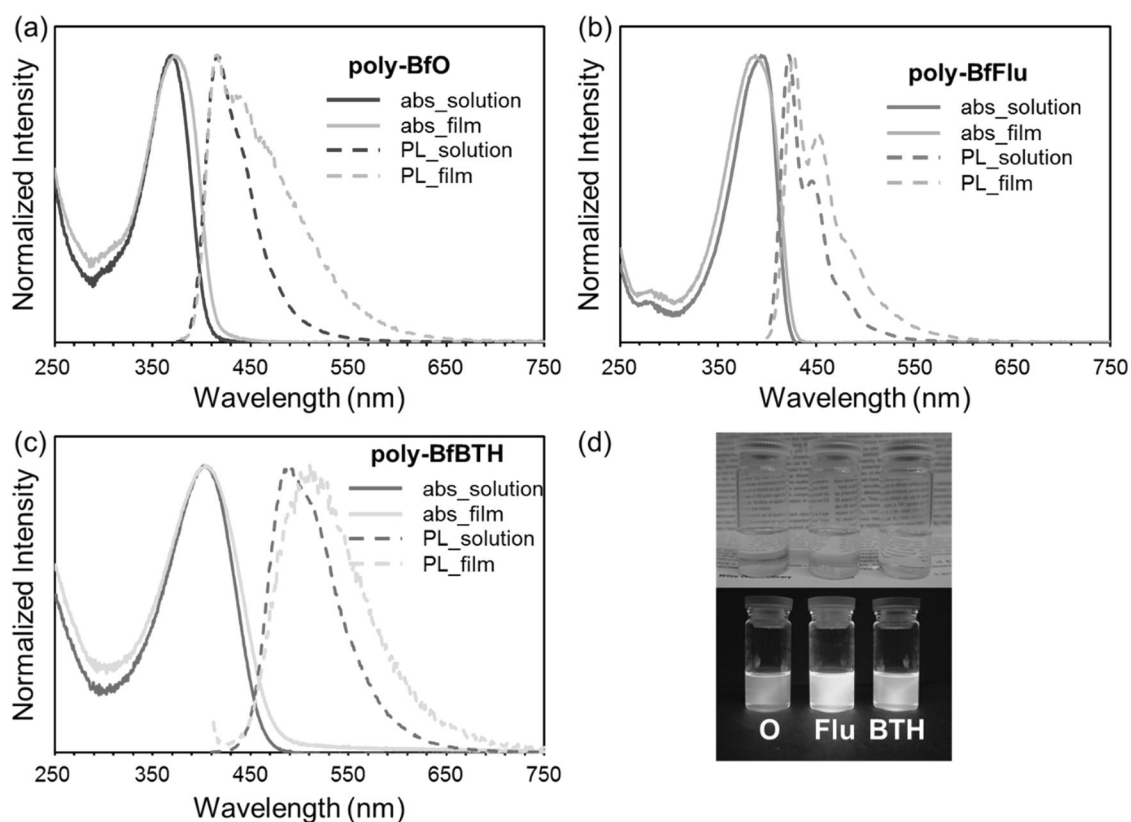 (a)
poly-BfO
abs_solution
abs_film
PL_solution
PL_film
Normalized Intensity
250 350 450 550 650 750
Wavelength (nm)
(b)
poly-BfFlu
abs_solution
abs_film
PL_solution
PL_film
Normalized Intensity
250 350 450 550 650 750
Wavelength (nm)
(c)
poly-BfBTH
abs_solution
abs_film
PL_solution
PL_film
Normalized Intensity
250 350 450 550 650 750
Wavelength (nm)
(d)
O Flu BTH